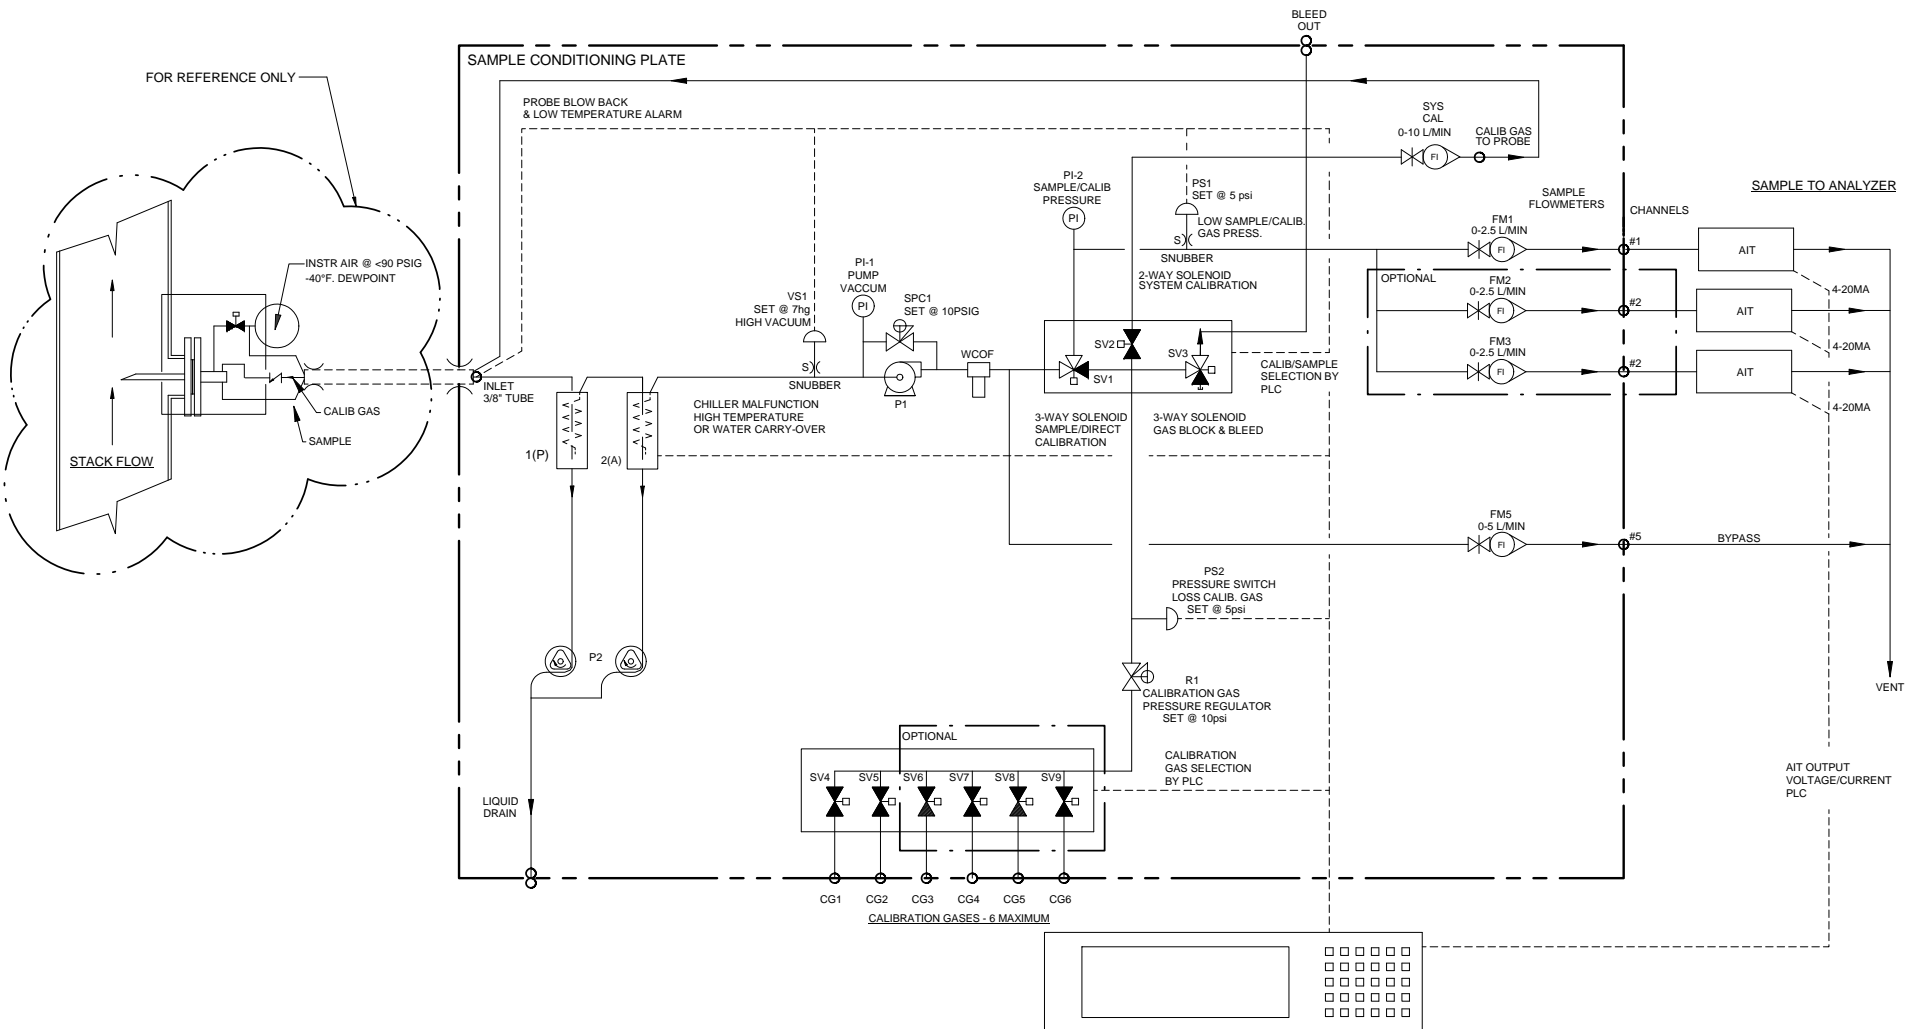 BLEED
OUT
SAMPLE CONDITIONING PLATE
FOR REFERENCE ONLY
PROBE BLOW BACK
& LOW TEMPERATURE ALARM
SYS
CAL
0-10 L/MIN
CALIB GAS
TO PROBE
FI
PI-2
SAMPLE/CALIB
PRESSURE
PI
PS1
SET @ 5 psi
LOW SAMPLE/CALIB.
GAS PRESS.
S
SNUBBER
SAMPLE
FLOWMETERS
CHANNELS
SAMPLE TO ANALYZER
FM1
0-2.5 L/MIN
FI
#1
AIT
INSTR AIR @ <90 PSIG
-40°F. DEWPOINT
PI-1
PUMP
VACCUM
PI
VS1
SET @ 7hg
HIGH VACUUM
SPC1
SET @ 10PSIG
2-WAY SOLENOID
SYSTEM CALIBRATION
OPTIONAL
FM2
0-2.5 L/MIN
FI
#2
AIT
4-20MA
SV2
SV3
WCOF
S
SNUBBER
P1
SV1
CALIB/SAMPLE
SELECTION BY
PLC
FM3
0-2.5 L/MIN
FI
#2
AIT
4-20MA
4-20MA
INLET
3/8" TUBE
CHILLER MALFUNCTION
HIGH TEMPERATURE
OR WATER CARRY-OVER
3-WAY SOLENOID
SAMPLE/DIRECT
CALIBRATION
3-WAY SOLENOID
GAS BLOCK & BLEED
CALIB GAS
SAMPLE
STACK FLOW
1(P)
2(A)
FM5
0-5 L/MIN
FI
#5
BYPASS
PS2
PRESSURE SWITCH
LOSS CALIB. GAS
SET @ 5psi
P2
R1
CALIBRATION GAS
PRESSURE REGULATOR
SET @ 10psi
VENT
OPTIONAL
CALIBRATION
GAS SELECTION
BY PLC
SV4
SV5
SV6
SV7
SV8
SV9
AIT OUTPUT
VOLTAGE/CURRENT
PLC
LIQUID
DRAIN
CG1
CG2
CG3
CG4
CG5
CG6
CALIBRATION GASES - 6 MAXIMUM